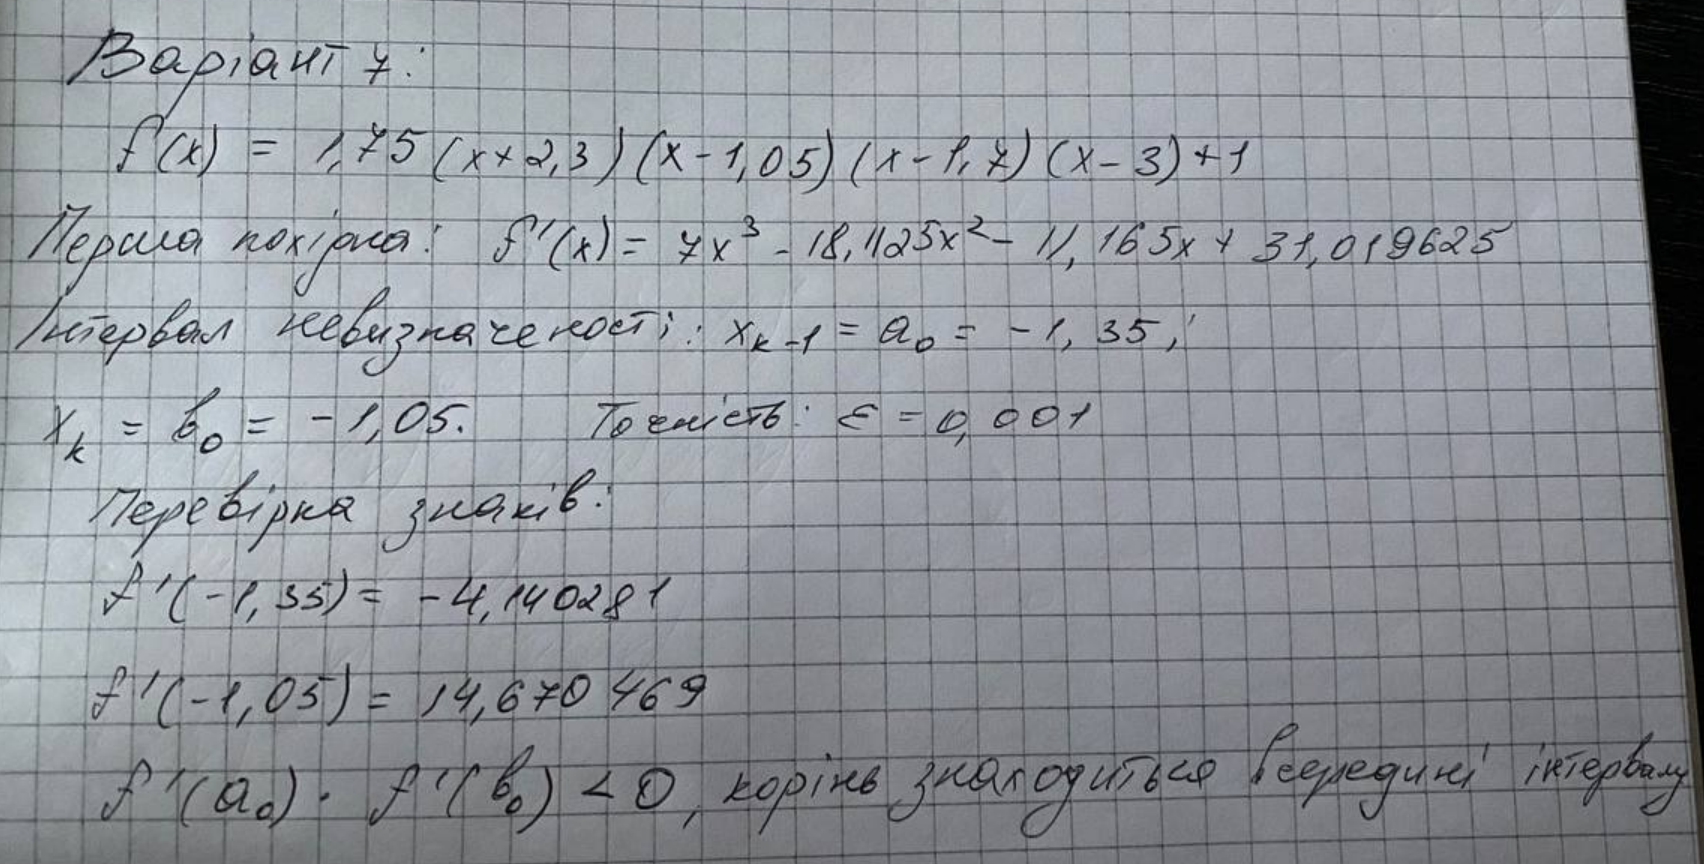 Варіант 7:
f(x) = 1,75 (x+2,3) (x-1,05) (x-1,7) (x-3)+1
Перша похідна: f'(x) = 7x³ - 18,1125x² - 11,165x + 31,019625
Інтервал невизначеності: xₖ₋₁ = a₀ = -1,35;
xₖ = b₀ = -1,05. Точність: ε = 0,001
Перевірка знаків:
f'(-1,35) = -4,140281
f'(-1,05) = 14,670469
f'(a₀) · f'(b₀) < 0, корінь знаходиться всередині інтервалу